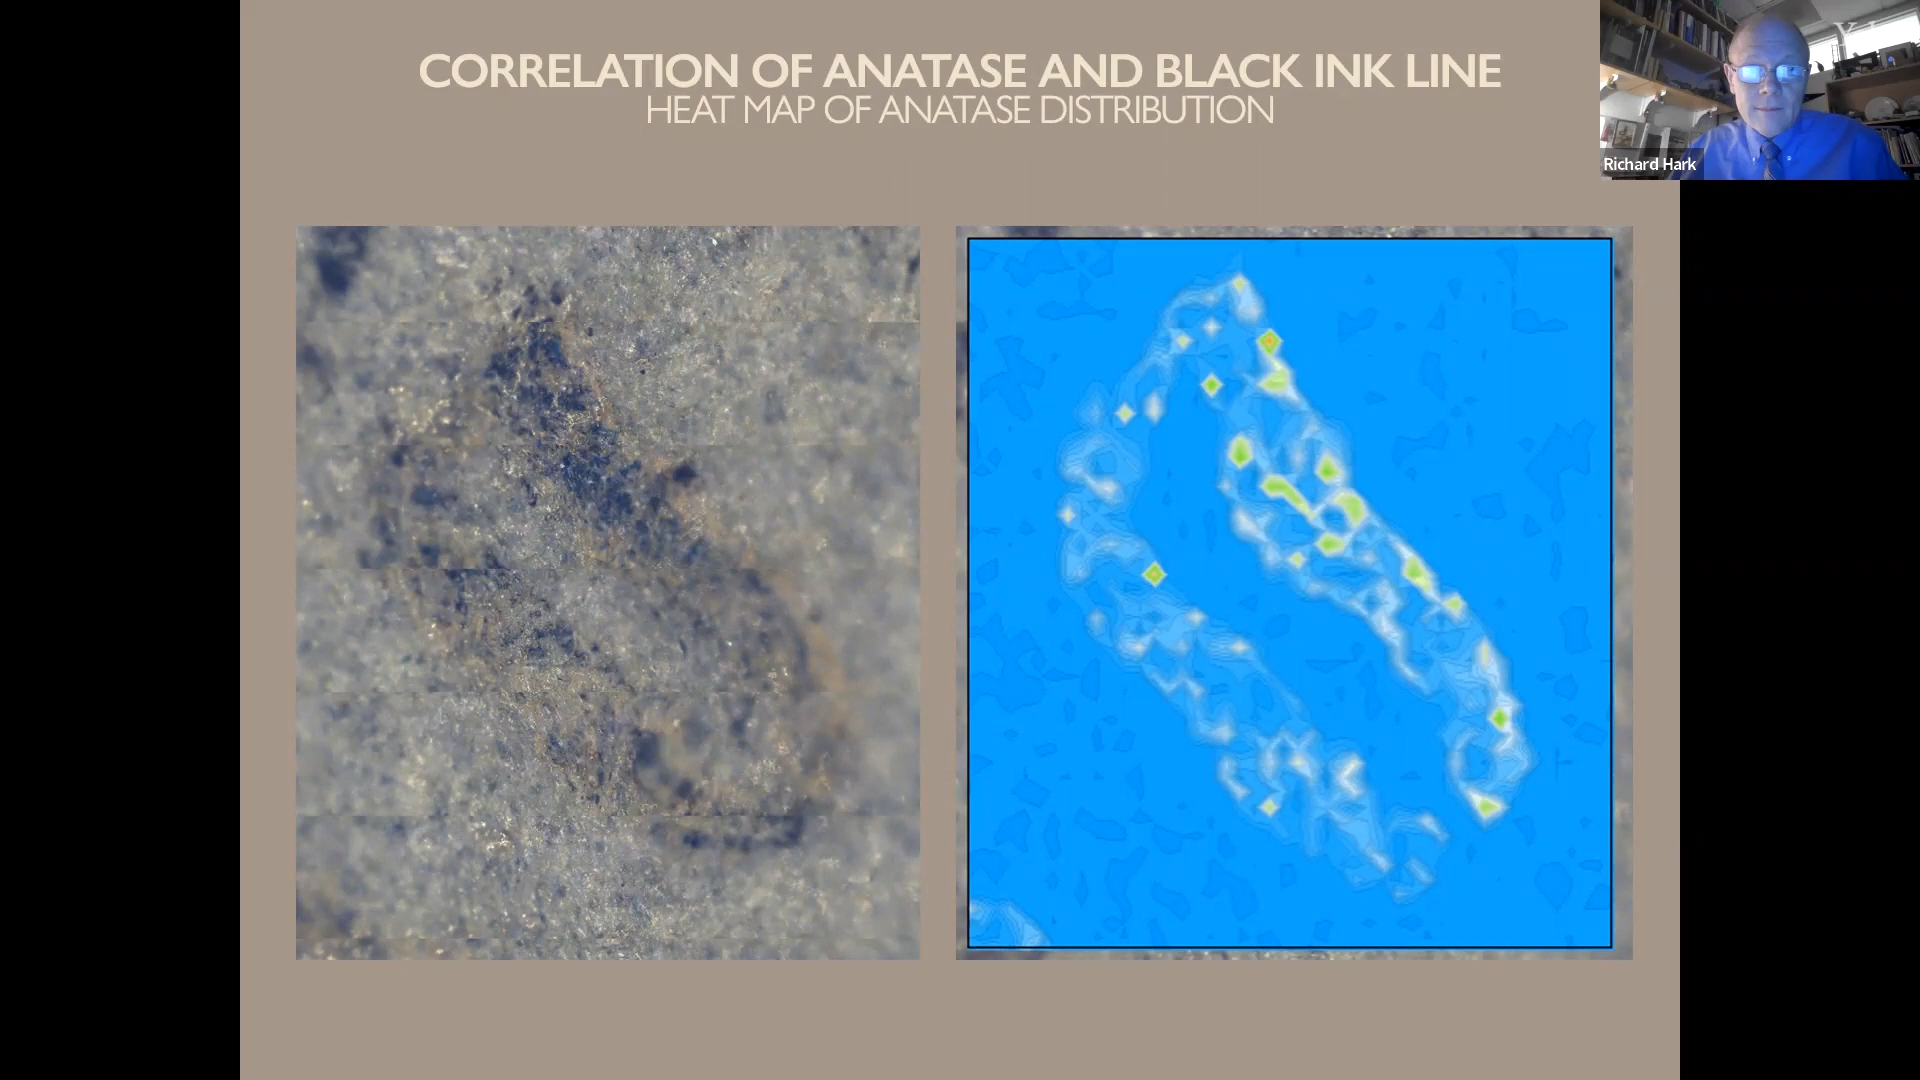 CORRELATION OF ANATASE AND BLACK INK LINE
HEAT MAP OF ANATASE DISTRIBUTION
Richard Hark